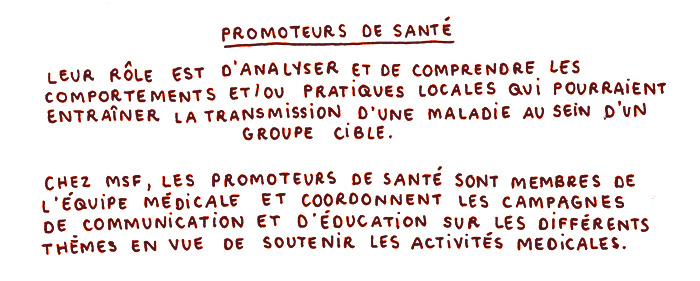 PROMOTEURS DE SANTÉ
LEUR RÔLE EST D'ANALYSER ET DE COMPRENDRE LES
COMPORTEMENTS ET/OU PRATIQUES LOCALES QUI POURRAIENT
ENTRAÎNER LA TRANSMISSION D'UNE MALADIE AU SEIN D'UN
GROUPE CIBLE.
CHEZ MSF, LES PROMOTEURS DE SANTÉ SONT MEMBRES DE
L'ÉQUIPE MÉDICALE ET COORDONNENT LES CAMPAGNES
DE COMMUNICATION ET D'ÉDUCATION SUR LES DIFFÉRENTS
THÈMES EN VUE DE SOUTENIR LES ACTIVITÉS MEDICALES.